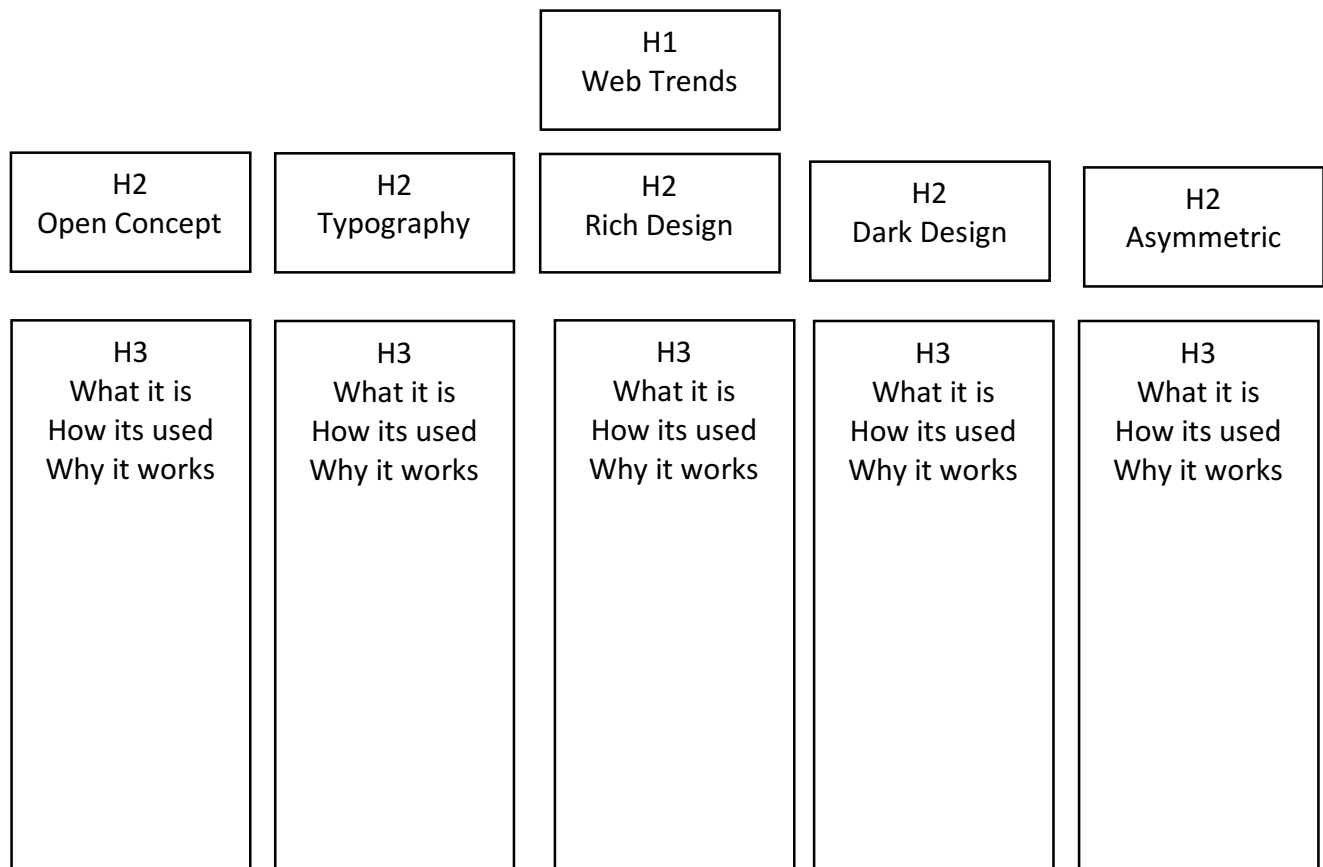 H1
Web Trends
H2
Open Concept
H2
Typography
H2
Rich Design
H2
Dark Design
H2
Asymmetric
H3
What it is
How its used
Why it works
H3
What it is
How its used
Why it works
H3
What it is
How its used
Why it works
H3
What it is
How its used
Why it works
H3
What it is
How its used
Why it works